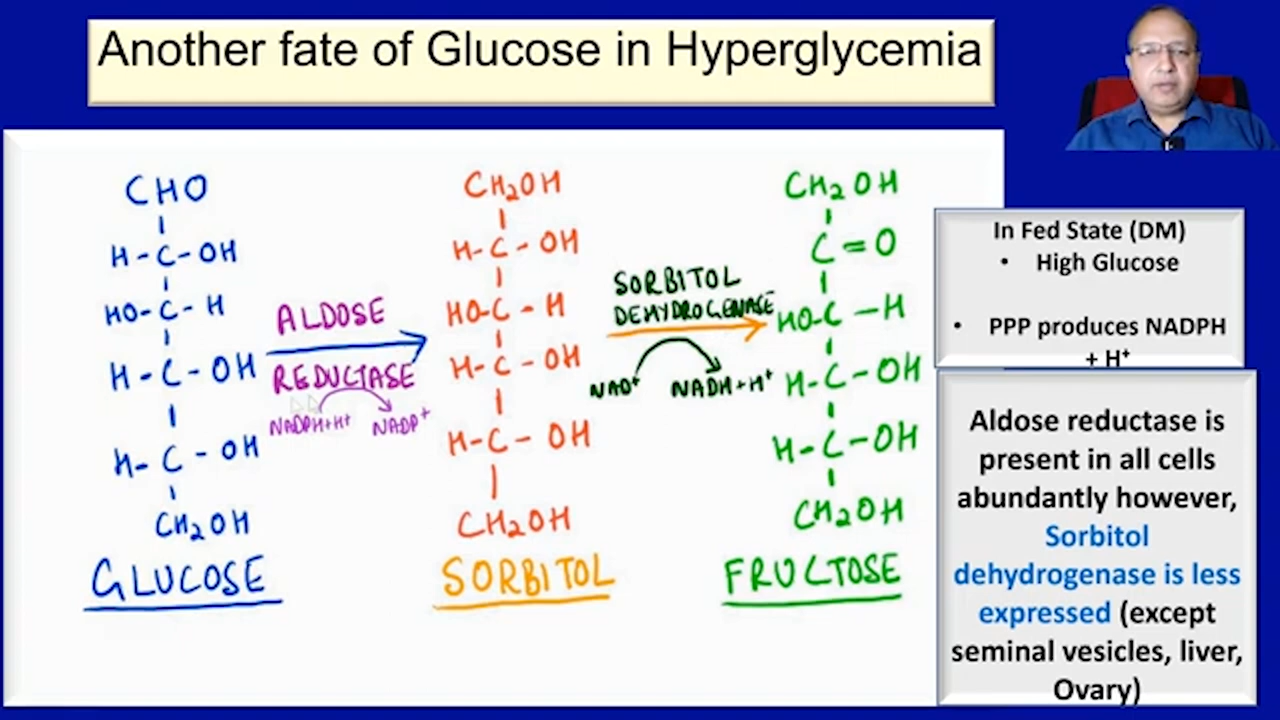 Another fate of Glucose in Hyperglycemia
CHO
H-C-OH
HO-C-H
H-C-OH
H-C-OH
CH₂OH
GLUCOSE
ALDOSE
REDUCTASE
NADPH+H⁺ NADP⁺
CH₂OH
H-C-OH
HO-C-H
H-C-OH
H-C-OH
CH₂OH
SORBITOL
SORBITOL
DEHYDROGENASE
NAD⁺ NADH+H⁺
CH₂OH
C=O
HO-C-H
H-C-OH
H-C-OH
CH₂OH
FRUCTOSE
In Fed State (DM)
• High Glucose
• PPP produces NADPH
+ H⁺
Aldose reductase is
present in all cells
abundantly however,
Sorbitol
dehydrogenase is less
expressed (except
seminal vesicles, liver,
Ovary)